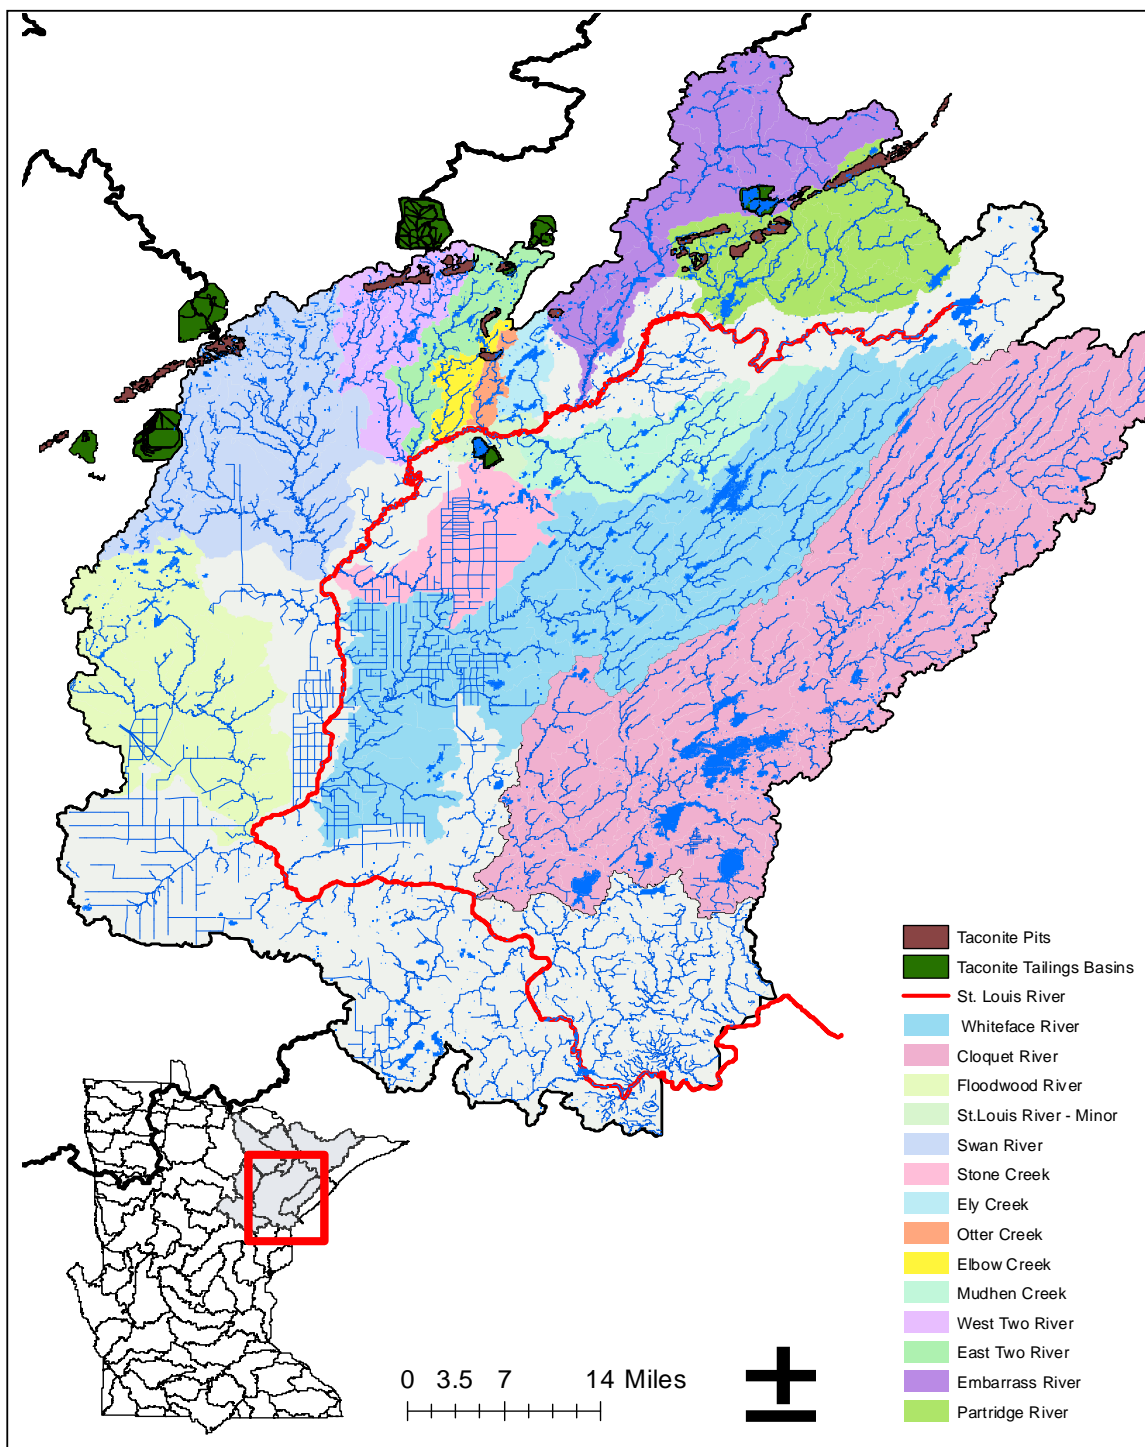 Taconite Pits
Taconite Tailings Basins
St. Louis River
Whiteface River
Cloquet River
Floodwood River
St.Louis River - Minor
Swan River
Stone Creek
Ely Creek
Otter Creek
Elbow Creek
Mudhen Creek
West Two River
East Two River
Embarrass River
Partridge River
0 3.5 7 14 Miles